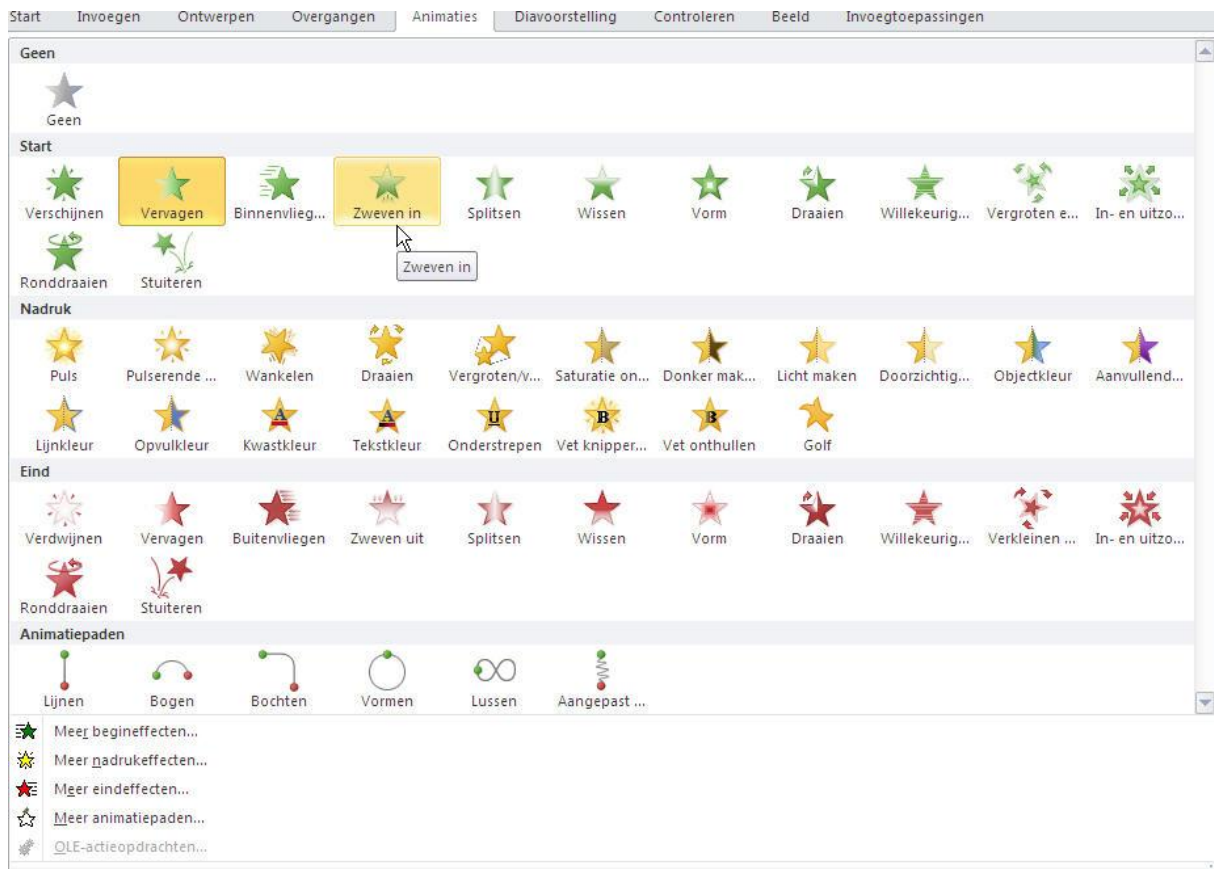 Start Invoegen Ontwerpen Overgangen Animaties Diavoorstelling Controleren Beeld Invoegtoepassingen
Geen
Geen
Start
Verschijnen Vervagen Binnenvlieg... Zweven in Splitsen Wissen Vorm Draaien Willekeurig... Vergroten e... In- en uitzo...
Zweven in
Ronddraaien Stuiteren
Nadruk
Puls Pulserende ... Wankelen Draaien Vergroten/v... Saturatie on... Donker mak... Licht maken Doorzichtig... Objectkleur Aanvullend...
A A U B B
Lijnkleur Opvulkleur Kwastkleur Tekstkleur Onderstrepen Vet knipper... Vet onthullen Golf
Eind
Verdwijnen Vervagen Buitenvliegen Zweven uit Splitsen Wissen Vorm Draaien Willekeurig... Verkleinen ... In- en uitzo...
Ronddraaien Stuiteren
Animatiepaden
Lijnen Bogen Bochten Vormen Lussen Aangepast ...
Meer begineffecten...
Meer nadrukeffecten...
Meer eindeffecten...
Meer animatiepaden...
OLE-actieopdrachten...